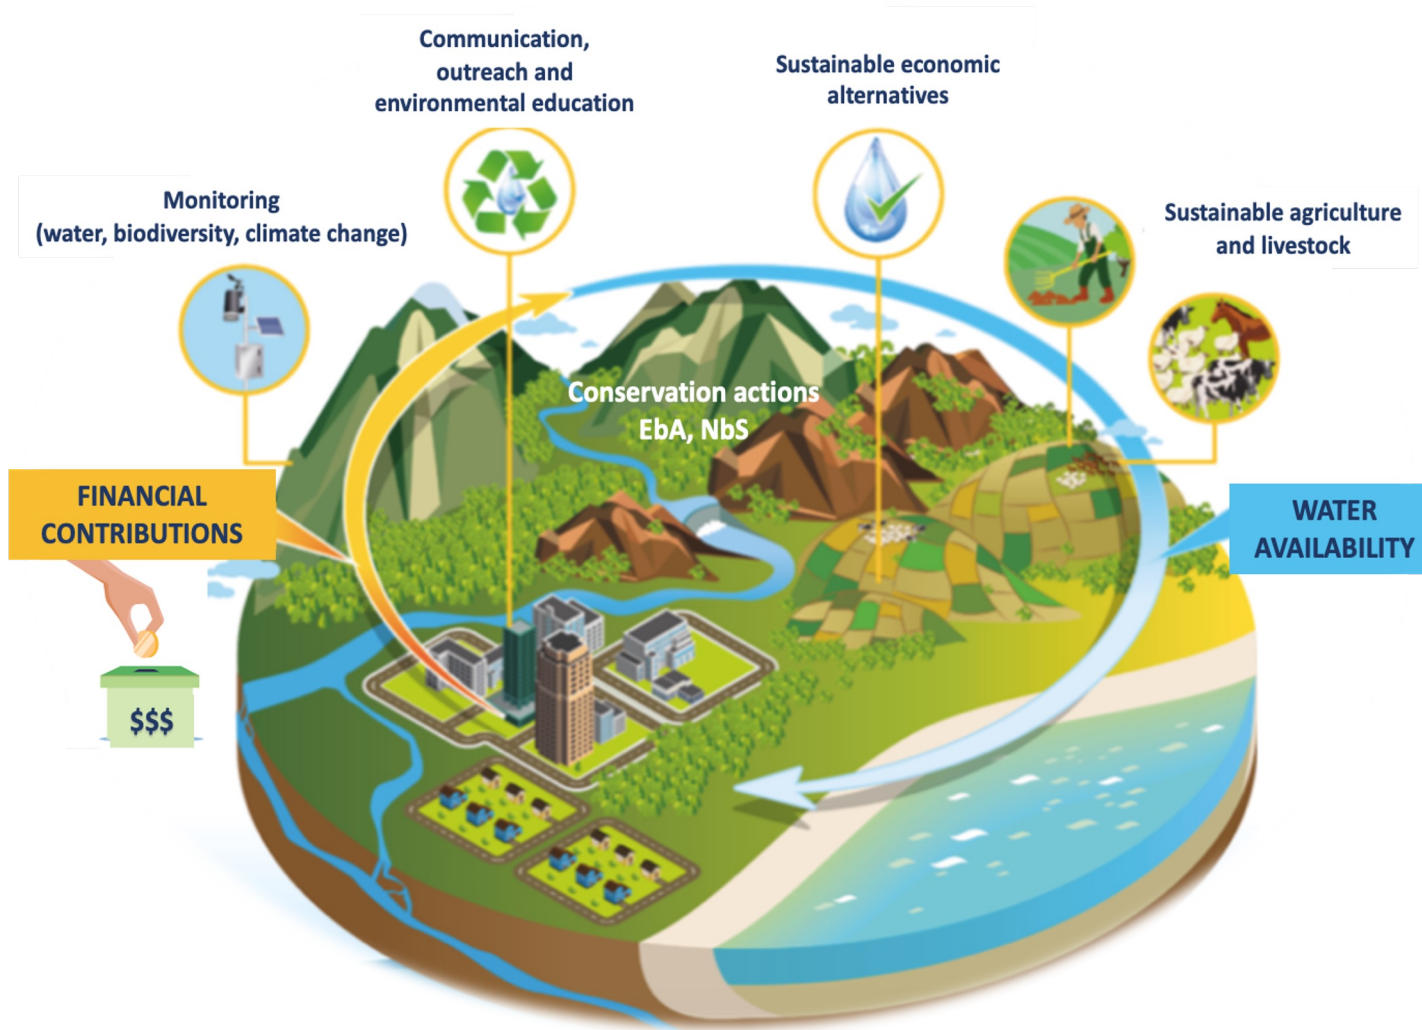 Communication,
outreach and
environmental education
Sustainable economic
alternatives
Monitoring
(water, biodiversity, climate change)
Sustainable agriculture
and livestock
Conservation actions
EbA, NbS
FINANCIAL
CONTRIBUTIONS
WATER
AVAILABILITY
$$$